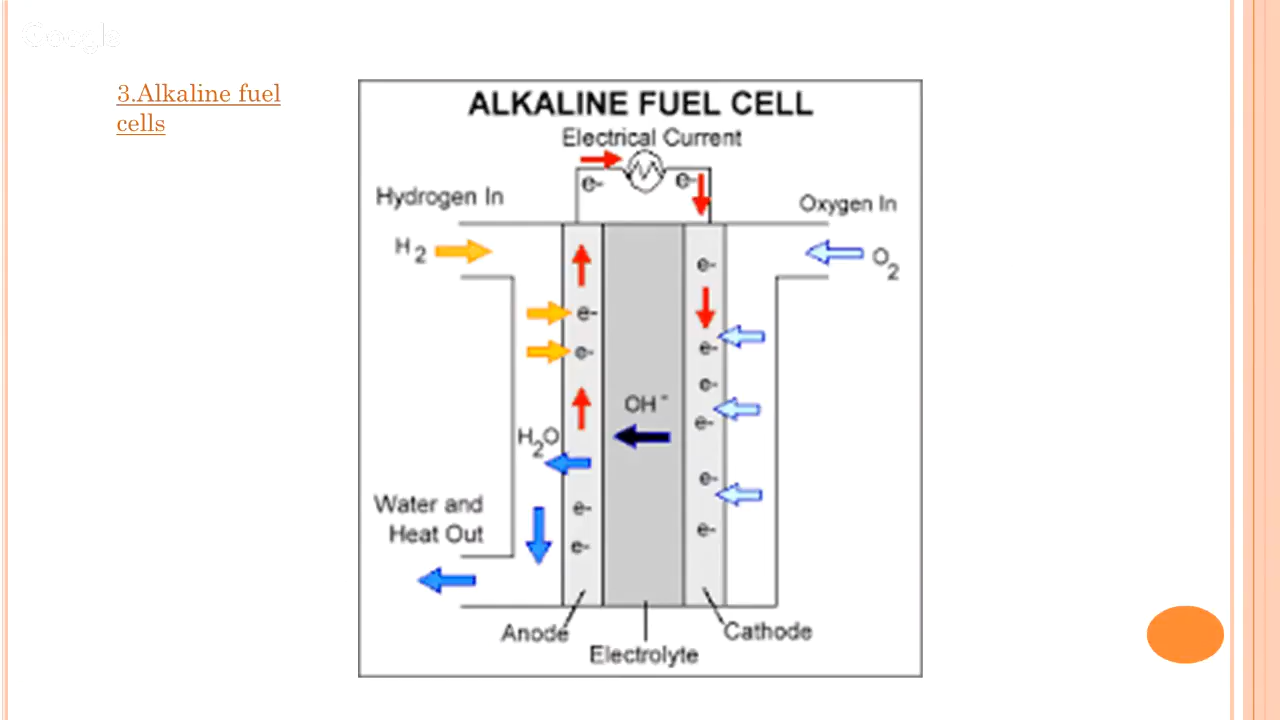 Google
3.Alkaline fuel
cells
ALKALINE FUEL CELL
Electrical Current
e-
e-
Hydrogen In
Oxygen In
H2
O2
e-
e-
e-
e-
e-
e-
OH-
e-
H2O
e-
Water and
Heat Out
e-
e-
e-
Anode
Cathode
Electrolyte